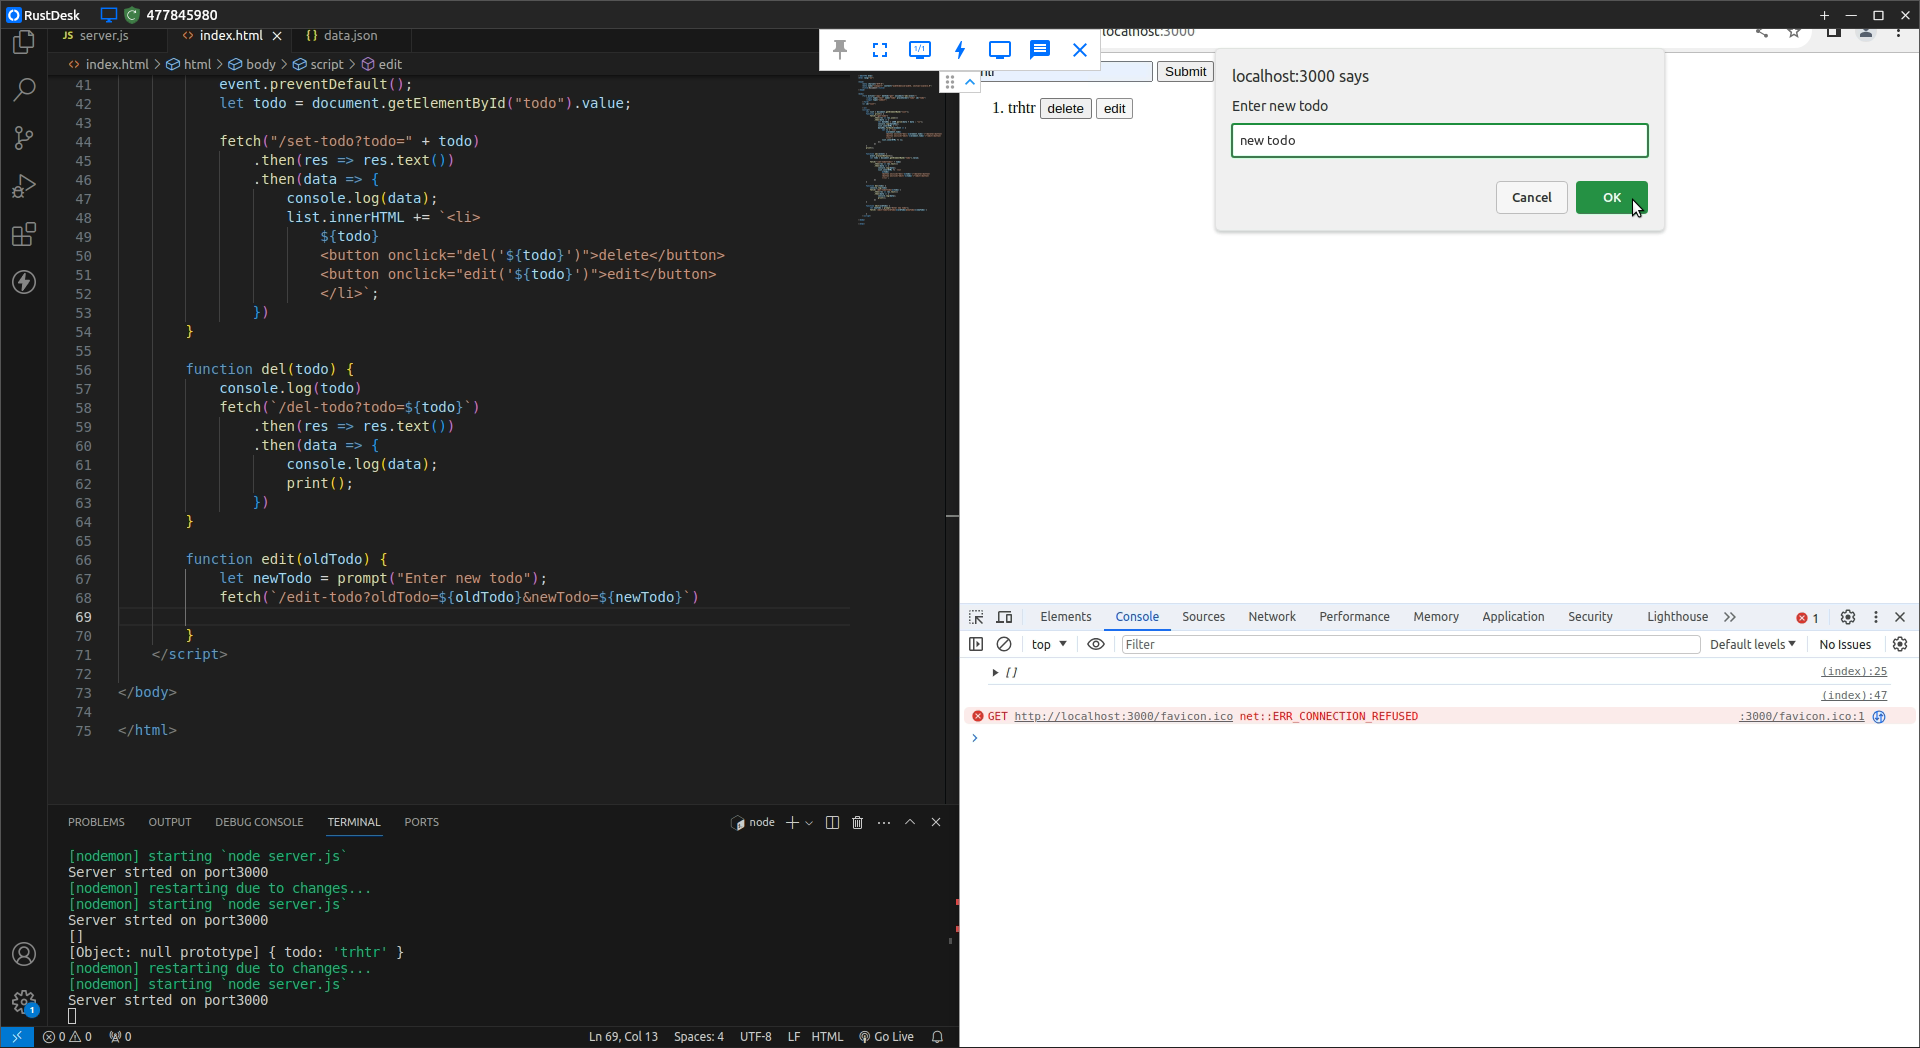 RustDesk 477845980
JS server.js
<> index.html
{} data.json
index.html > html > body > script > edit
41 event.preventDefault();
42 let todo = document.getElementById("todo").value;
43
44 fetch("/set-todo?todo=" + todo)
45 .then(res => res.text())
46 .then(data => {
47 console.log(data);
48 list.innerHTML += `<li>
49 ${todo}
50 <button onclick="del('${todo}')">delete</button>
51 <button onclick="edit('${todo}')">edit</button>
52 </li>`;
53 })
54 }
55
56 function del(todo) {
57 console.log(todo)
58 fetch(`/del-todo?todo=${todo}`)
59 .then(res => res.text())
60 .then(data => {
61 console.log(data);
62 print();
63 })
64 }
65
66 function edit(oldTodo) {
67 let newTodo = prompt("Enter new todo");
68 fetch(`/edit-todo?oldTodo=${oldTodo}&newTodo=${newTodo}`)
69
70 }
71 </script>
72
73 </body>
74
75 </html>
PROBLEMS OUTPUT DEBUG CONSOLE TERMINAL PORTS
node
[nodemon] starting `node server.js`
Server strted on port3000
[nodemon] restarting due to changes...
[nodemon] starting `node server.js`
Server strted on port3000
[]
[Object: null prototype] { todo: 'trhtr' }
[nodemon] restarting due to changes...
[nodemon] starting `node server.js`
Server strted on port3000
1
0 0 0
Ln 69, Col 13 Spaces: 4 UTF-8 LF HTML Go Live
1/1
localhost:3000
Submit
1. trhtr delete edit
localhost:3000 says
Enter new todo
new todo
Cancel OK
Elements Console Sources Network Performance Memory Application Security Lighthouse 1
top Filter Default levels No Issues
[] (index):25
(index):47
GET http://localhost:3000/favicon.ico net::ERR_CONNECTION_REFUSED :3000/favicon.ico:1